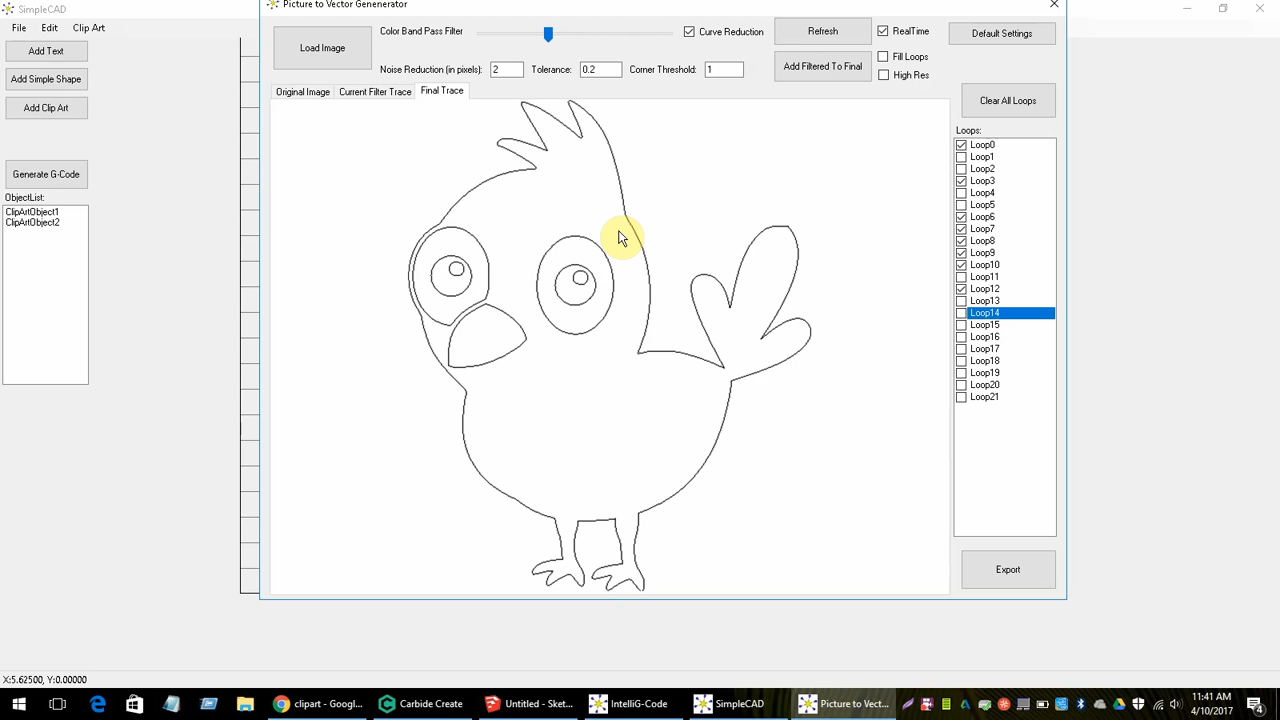 SimpleCAD
Picture to Vector Genenerator
File Edit Clip Art
Add Text
Add Simple Shape
Add Clip Art
Generate G-Code
ObjectList:
ClipArtObject1
ClipArtObject2
Load Image
Color Band Pass Filter
Curve Reduction
Refresh
RealTime
Default Settings
Noise Reduction (in pixels): 2 Tolerance: 0.2 Corner Threshold: 1
Add Filtered To Final
Fill Loops
High Res
Original Image Current Filter Trace Final Trace
Clear All Loops
Loops:
Loop0
Loop1
Loop2
Loop3
Loop4
Loop5
Loop6
Loop7
Loop8
Loop9
Loop10
Loop11
Loop12
Loop13
Loop14
Loop15
Loop16
Loop17
Loop18
Loop19
Loop20
Loop21
Export
X:5.62500, Y:0.00000
clipart - Googl...
Carbide Create
Untitled - Sket...
IntelliG-Code
SimpleCAD
Picture to Vect...
11:41 AM
4/10/2017